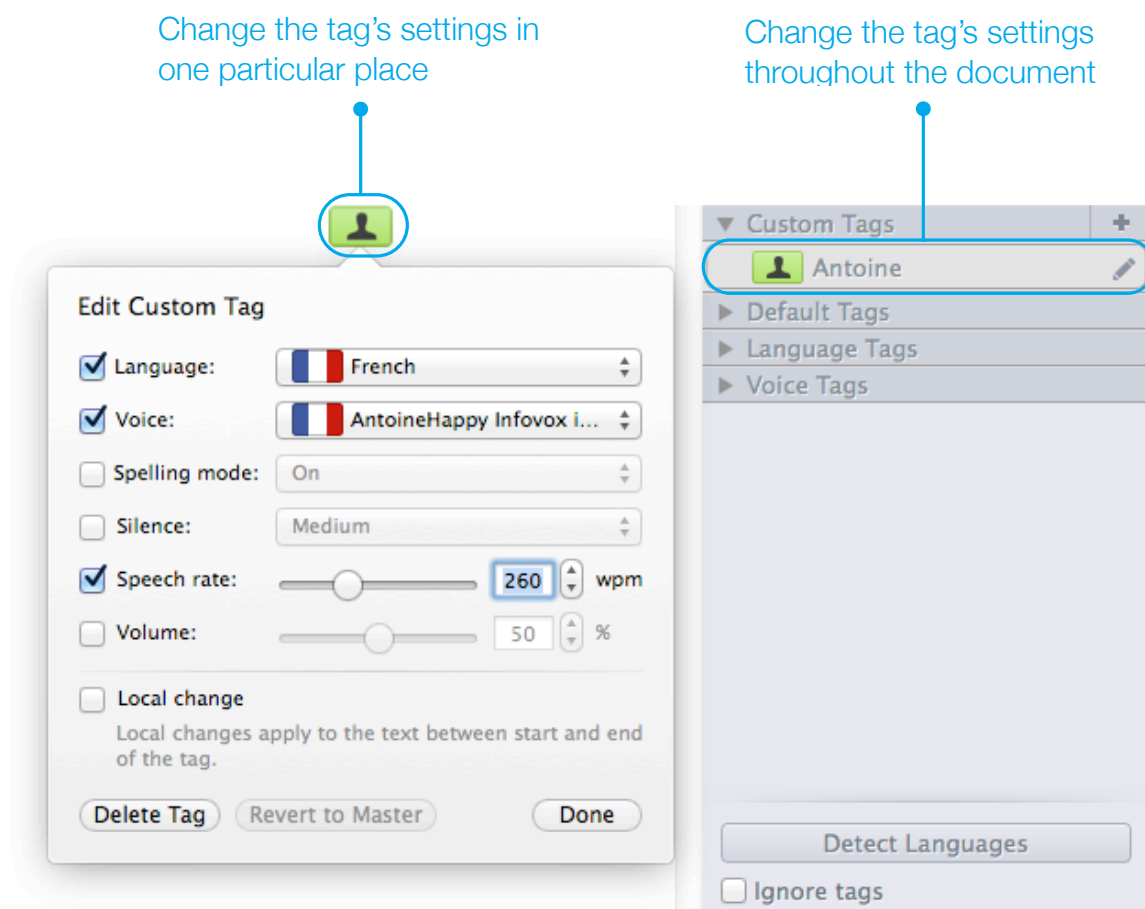 Change the tag’s settings in
one particular place
Change the tag’s settings
throughout the document
Edit Custom Tag
Language: French
Voice: AntoineHappy Infovox i...
Spelling mode: On
Silence: Medium
Speech rate: 260 wpm
Volume: 50 %
Local change
Local changes apply to the text between start and end
of the tag.
Delete Tag Revert to Master Done
Custom Tags +
Antoine
Default Tags
Language Tags
Voice Tags
Detect Languages
Ignore tags